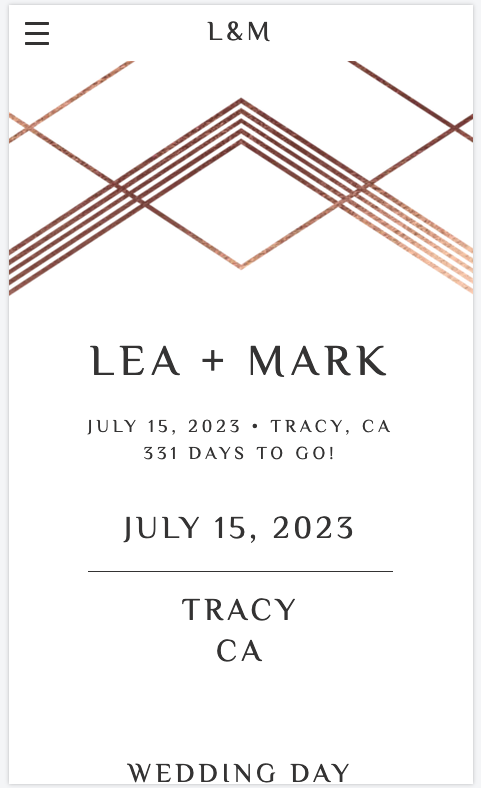 L&M
LEA + MARK
JULY 15, 2023 • TRACY, CA
331 DAYS TO GO!
JULY 15, 2023
TRACY
CA
WEDDING DAY